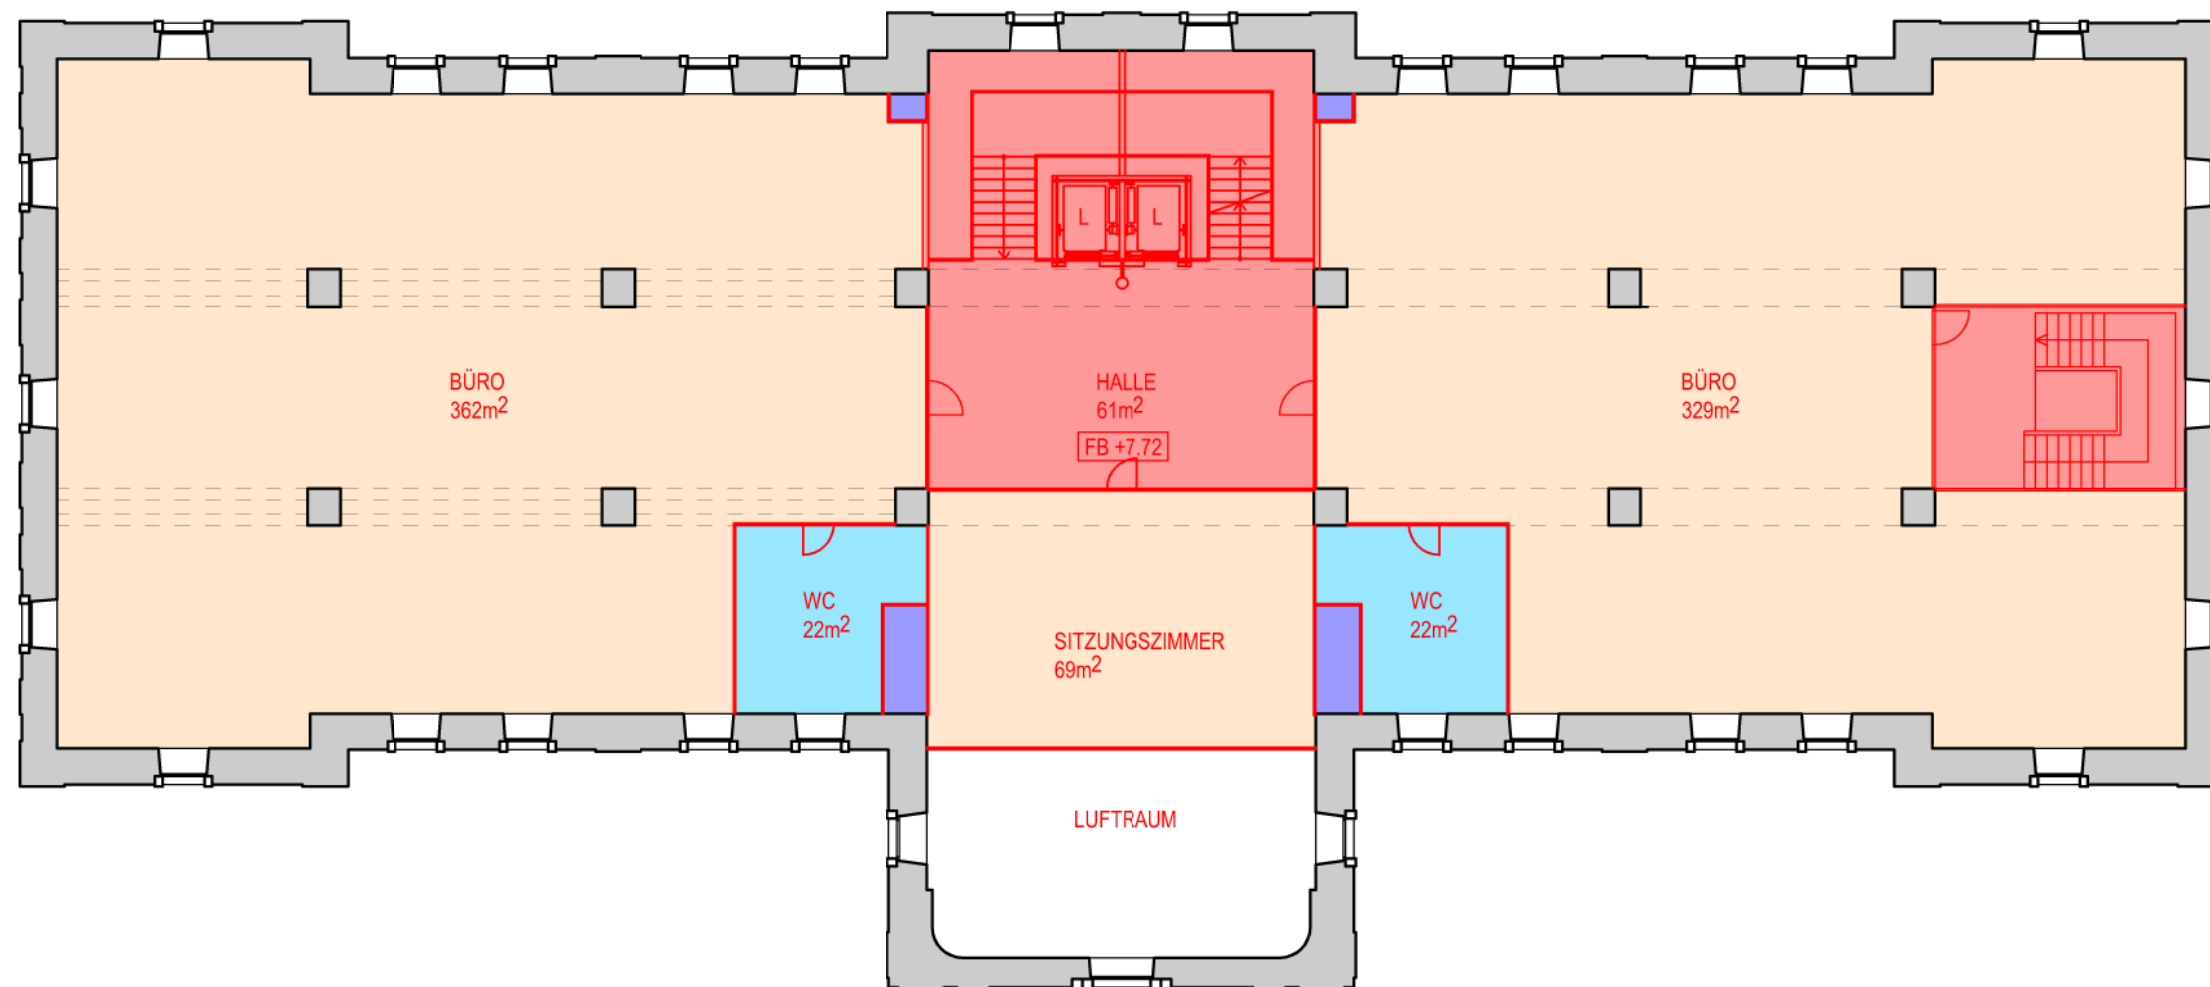 L
L
BÜRO
362m²
HALLE
61m²
FB +7.72
BÜRO
329m²
WC
22m²
SITZUNGSZIMMER
69m²
WC
22m²
LUFTRAUM